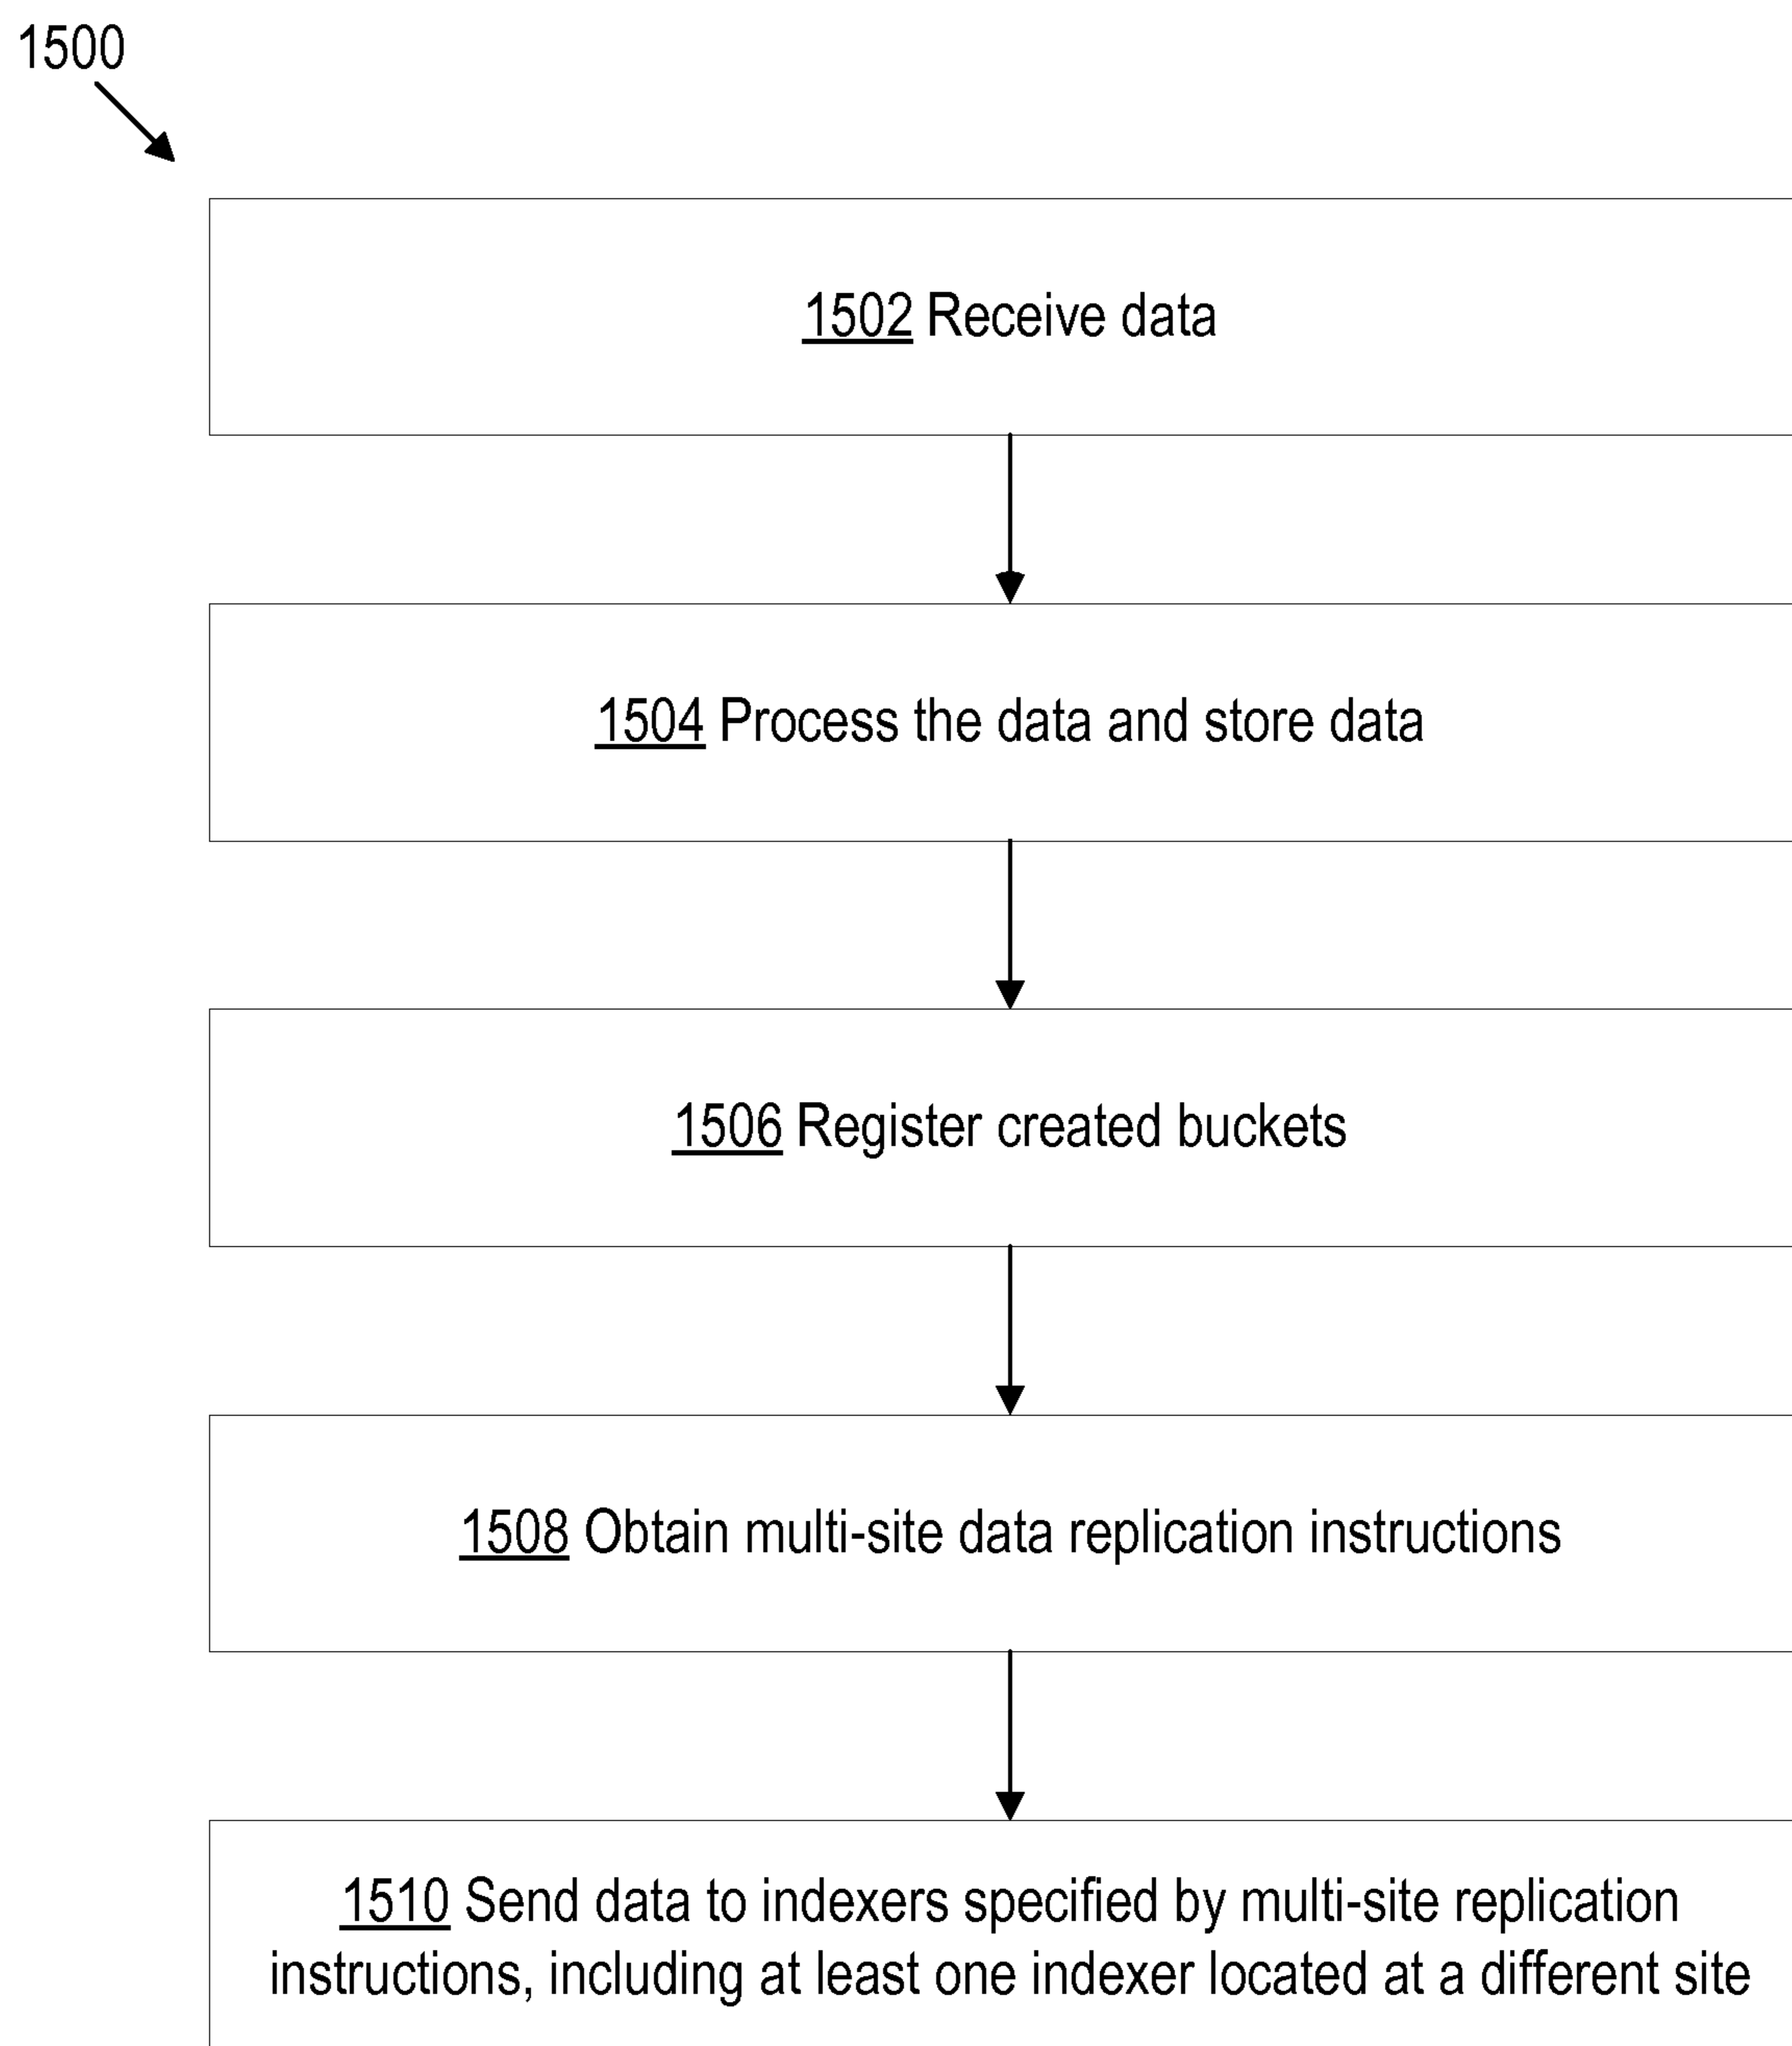 1500
1502 Receive data
1504 Process the data and store data
1506 Register created buckets
1508 Obtain multi-site data replication instructions
1510 Send data to indexers specified by multi-site replication
instructions, including at least one indexer located at a different site